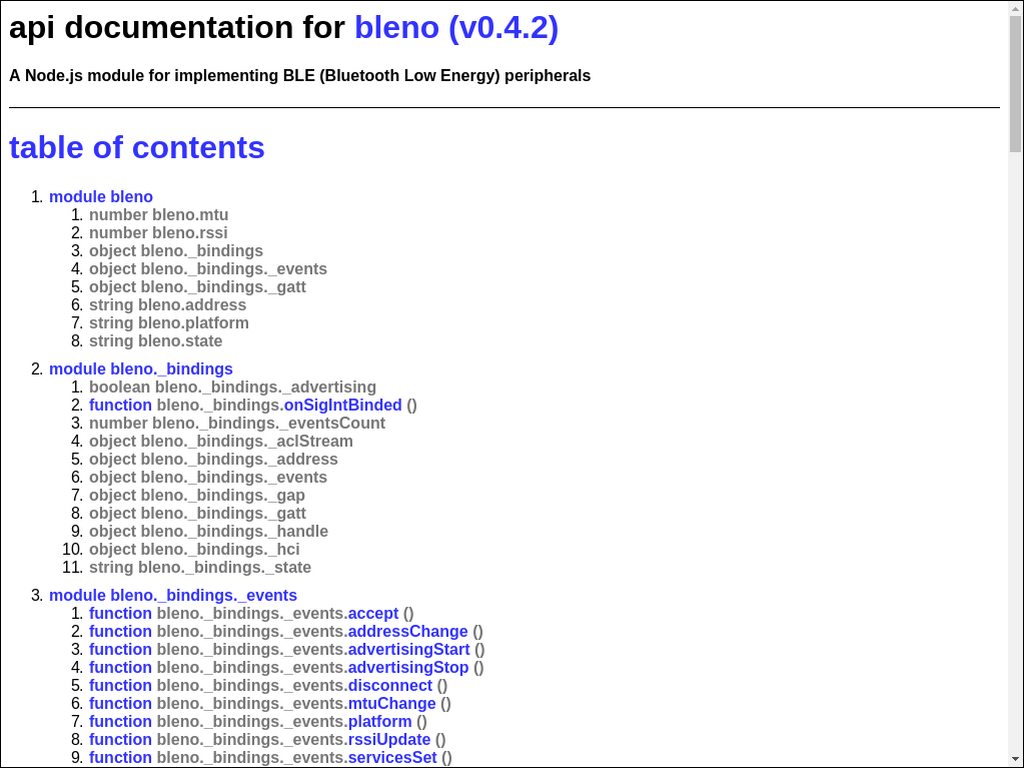 api documentation for bleno (v0.4.2)
A Node.js module for implementing BLE (Bluetooth Low Energy) peripherals
table of contents
1. module bleno
1. number bleno.mtu
2. number bleno.rssi
3. object bleno._bindings
4. object bleno._bindings._events
5. object bleno._bindings._gatt
6. string bleno.address
7. string bleno.platform
8. string bleno.state
2. module bleno._bindings
1. boolean bleno._bindings._advertising
2. function bleno._bindings.onSigIntBinded ()
3. number bleno._bindings._eventsCount
4. object bleno._bindings._aclStream
5. object bleno._bindings._address
6. object bleno._bindings._events
7. object bleno._bindings._gap
8. object bleno._bindings._gatt
9. object bleno._bindings._handle
10. object bleno._bindings._hci
11. string bleno._bindings._state
3. module bleno._bindings._events
1. function bleno._bindings._events.accept ()
2. function bleno._bindings._events.addressChange ()
3. function bleno._bindings._events.advertisingStart ()
4. function bleno._bindings._events.advertisingStop ()
5. function bleno._bindings._events.disconnect ()
6. function bleno._bindings._events.mtuChange ()
7. function bleno._bindings._events.platform ()
8. function bleno._bindings._events.rssiUpdate ()
9. function bleno._bindings._events.servicesSet ()